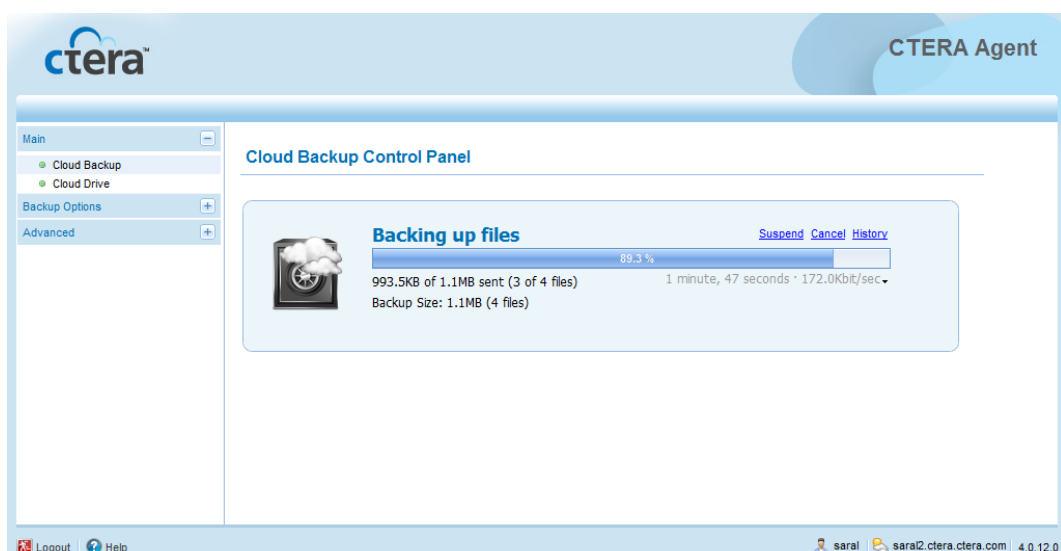 ctera™
CTERA Agent
Main
Cloud Backup
Cloud Drive
Backup Options
Advanced
Cloud Backup Control Panel
Backing up files
Suspend Cancel History
89.3 %
993.5KB of 1.1MB sent (3 of 4 files)
1 minute, 47 seconds · 172.0Kbit/sec
Backup Size: 1.1MB (4 files)
Logout Help
saral saral2.ctera.ctera.com 4.0.12.0